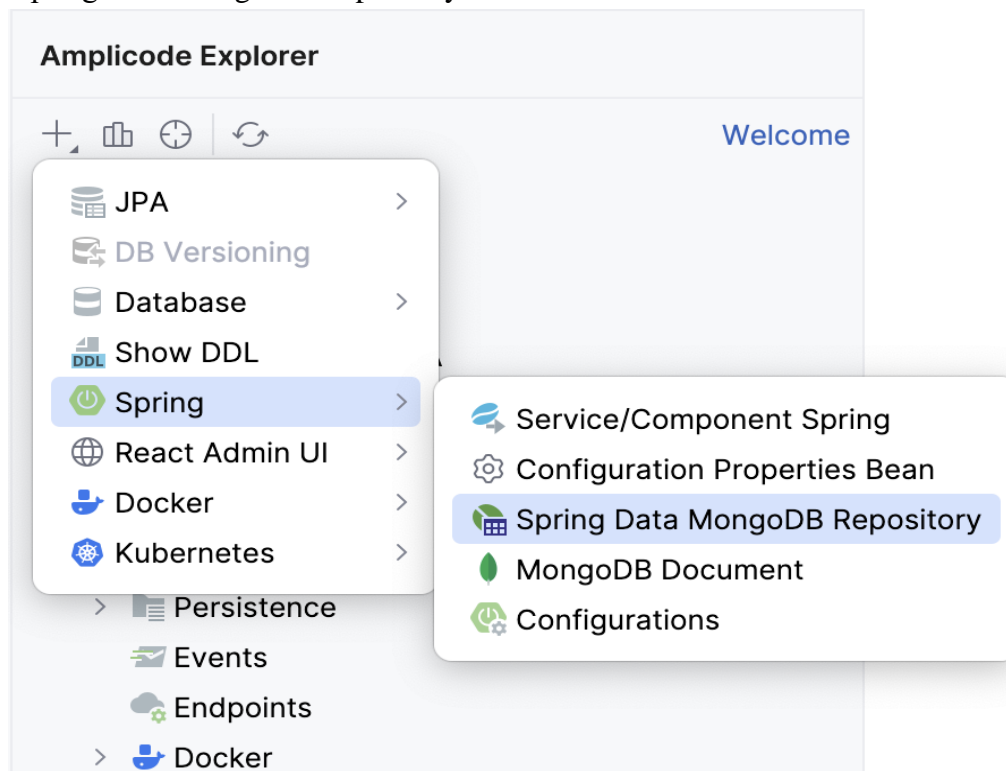 Amplicode Explorer
Welcome
JPA
DB Versioning
Database
DDL Show DDL
Spring
React Admin UI
Docker
Kubernetes
Service/Component Spring
Configuration Properties Bean
Spring Data MongoDB Repository
MongoDB Document
Configurations
Persistence
Events
Endpoints
Docker